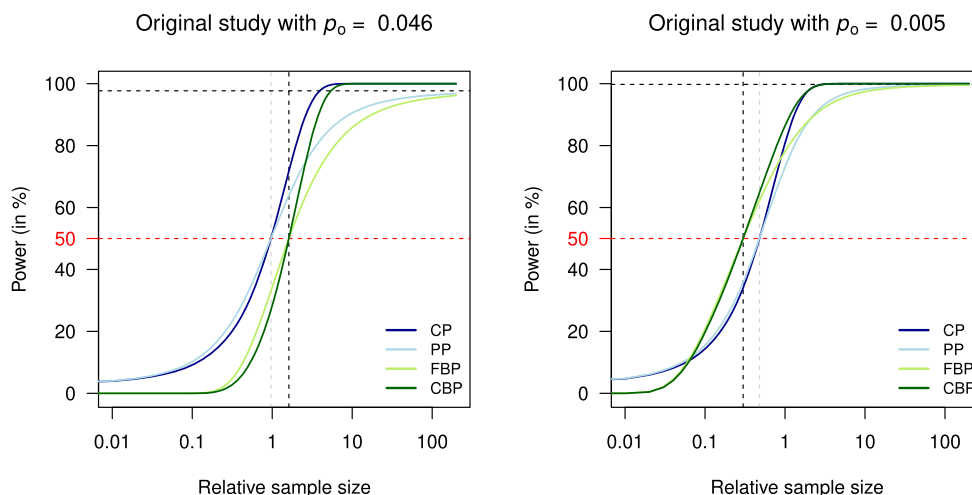 Original study with po = 0.046
Power (in %)
100
80
60
50
40
20
0
CP
PP
FBP
CBP
0.01 0.1 1 10 100
Relative sample size
Original study with po = 0.005
Power (in %)
100
80
60
50
40
20
0
CP
PP
FBP
CBP
0.01 0.1 1 10 100
Relative sample size